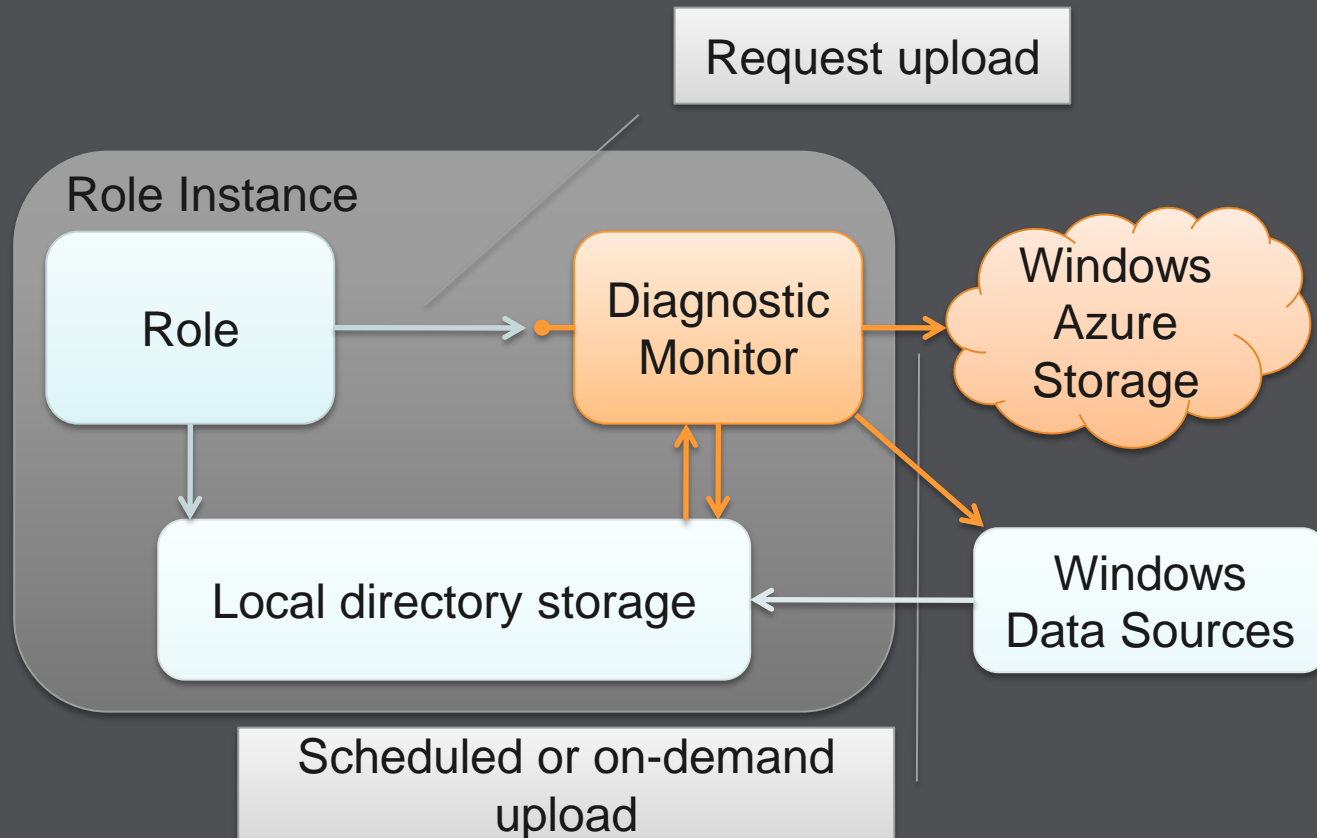 Request upload
Role Instance
Role
Diagnostic
Monitor
Windows
Azure
Storage
Local directory storage
Windows
Data Sources
Scheduled or on-demand
upload